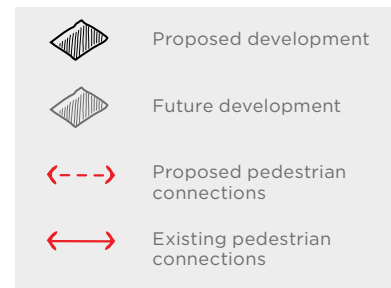 Proposed development
Future development
Proposed pedestrian
connections
Existing pedestrian
connections